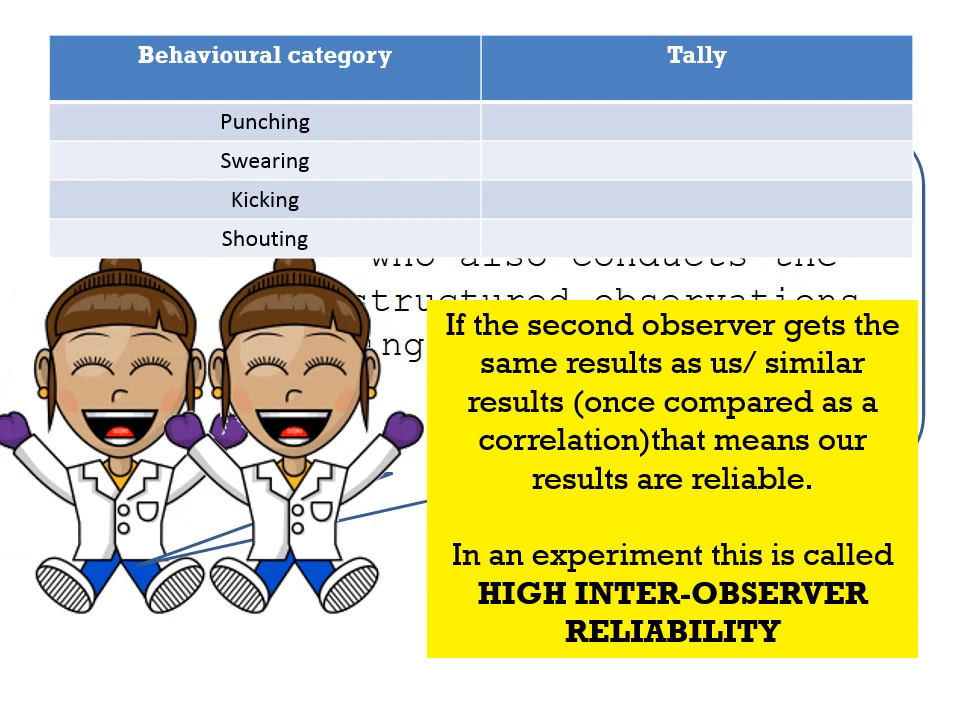 Behavioural category Tally
Punching
Swearing
Kicking
Shouting
who also conducts the
structured observations
ing
If the second observer gets the
same results as us/ similar
results (once compared as a
correlation)that means our
results are reliable.
In an experiment this is called
HIGH INTER-OBSERVER
RELIABILITY